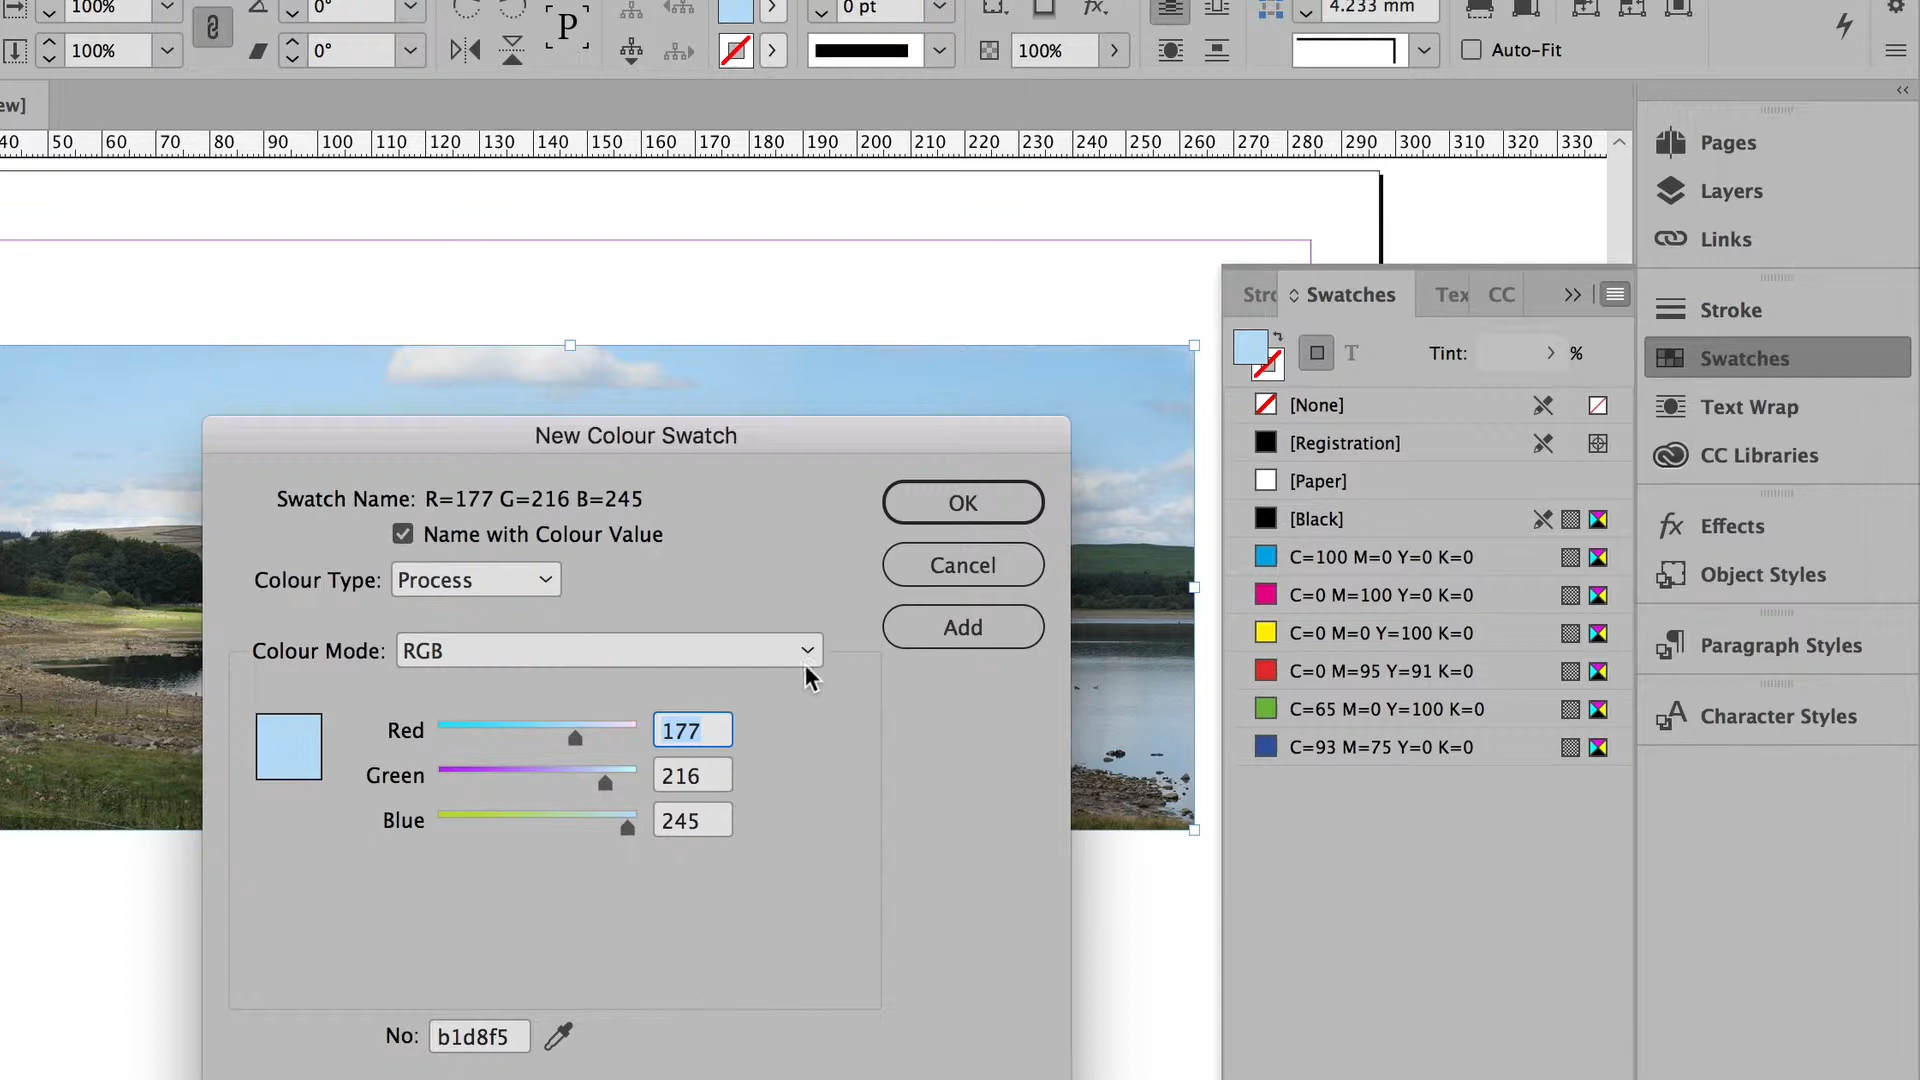 100% 0° P 0 pt fx 4.233 mm
100% 0° 100% Auto-Fit
ew]
40 50 60 70 80 90 100 110 120 130 140 150 160 170 180 190 200 210 220 230 240 250 260 270 280 290 300 310 320 330
Pages
Layers
Links
Stroke
Swatches
Text Wrap
CC Libraries
fx Effects
Object Styles
Paragraph Styles
Character Styles
Stro Swatches Tex CC
T Tint: %
[None]
[Registration]
[Paper]
[Black]
C=100 M=0 Y=0 K=0
C=0 M=100 Y=0 K=0
C=0 M=0 Y=100 K=0
C=0 M=95 Y=91 K=0
C=65 M=0 Y=100 K=0
C=93 M=75 Y=0 K=0
New Colour Swatch
Swatch Name: R=177 G=216 B=245
Name with Colour Value
Colour Type: Process
Colour Mode: RGB
Red 177
Green 216
Blue 245
No: b1d8f5
OK
Cancel
Add